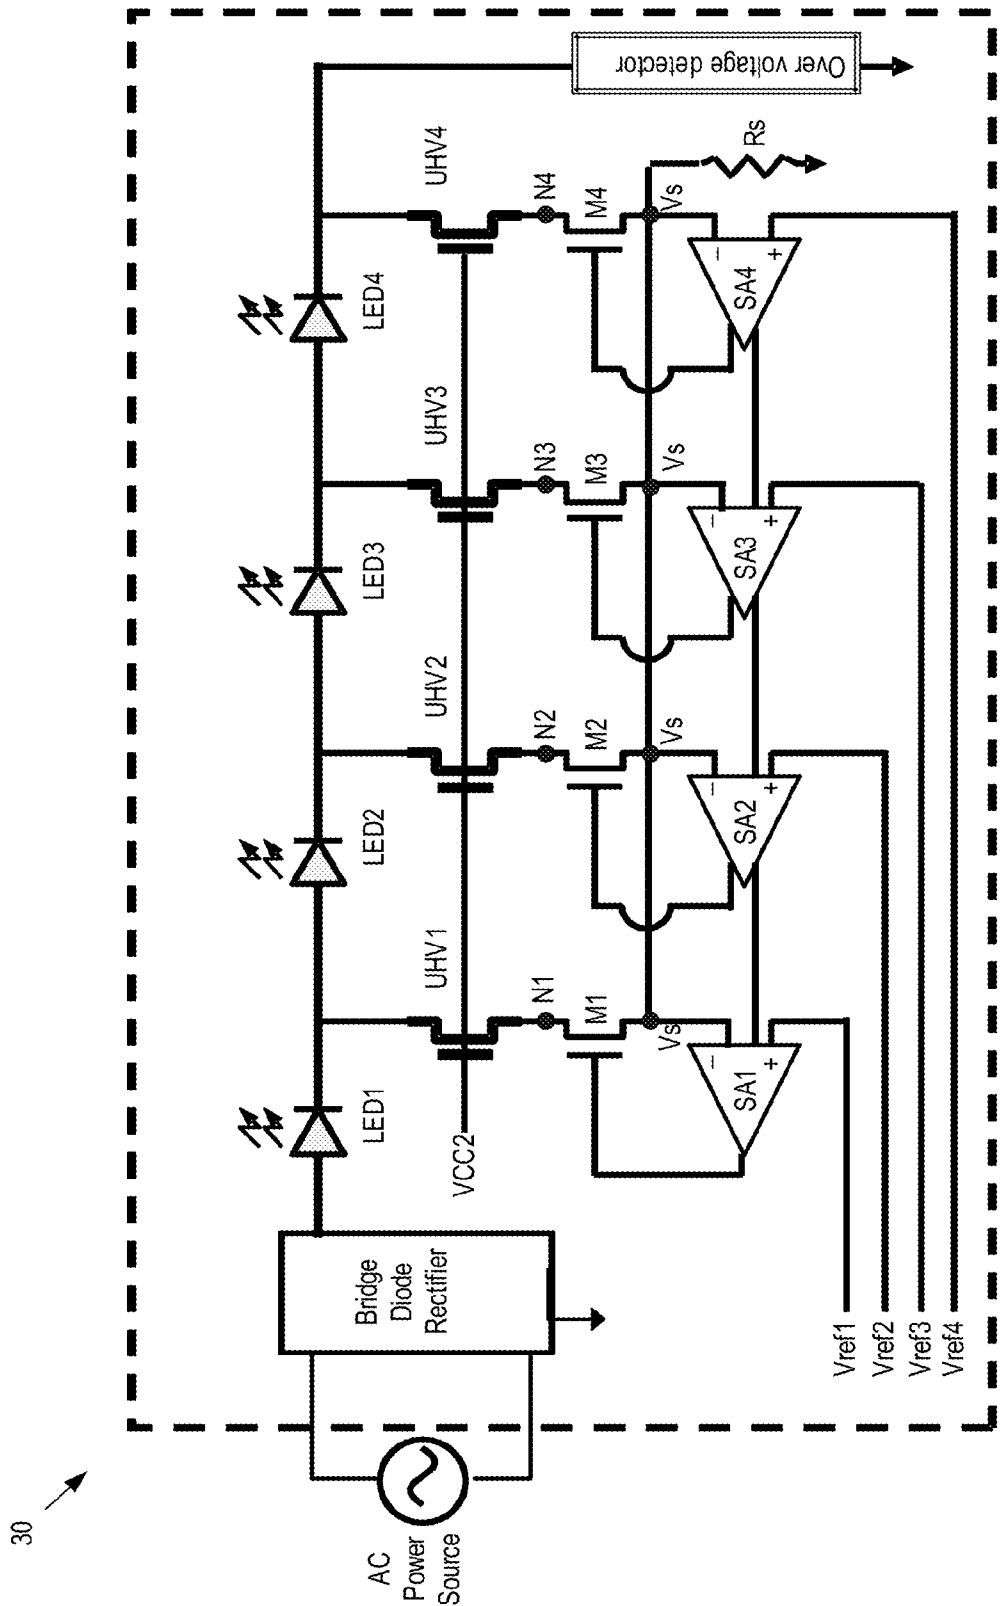 30
AC
Power
Source
Bridge
Diode
Rectifier
LED1
LED2
LED3
LED4
VCC2
UHV1
UHV2
UHV3
UHV4
N1
N2
N3
N4
M1
M2
M3
M4
Vs
Vs
Vs
Vs
Rs
− + SA1
− + SA2
− + SA3
− + SA4
Over voltage detector
Vref1
Vref2
Vref3
Vref4